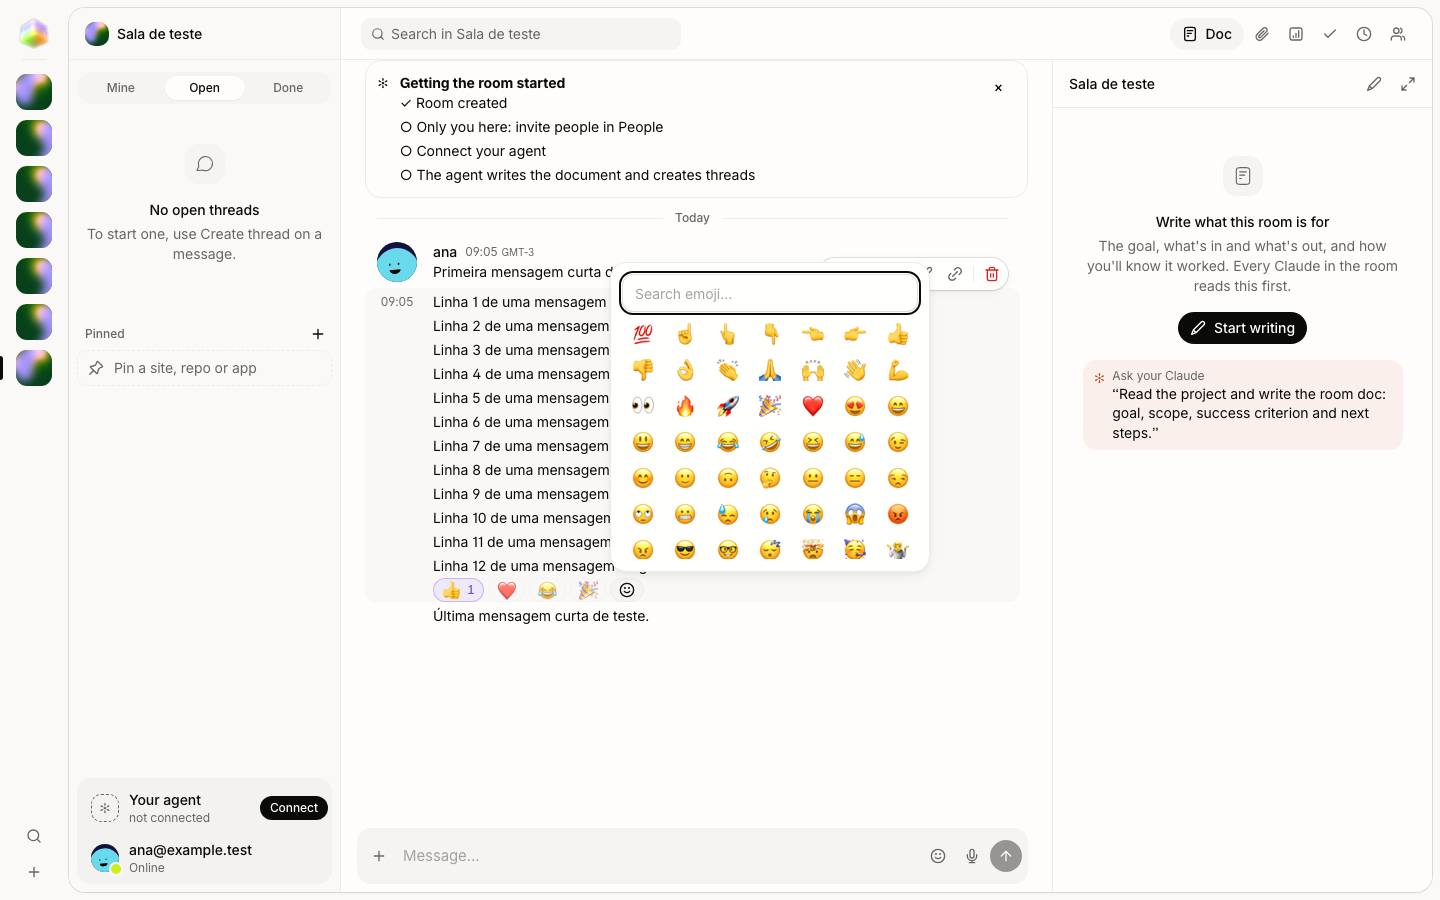 Sala de teste
Search in Sala de teste
Doc
Mine
Open
Done
No open threads
To start one, use Create thread on a
message.
Pinned
Pin a site, repo or app
Your agent
not connected
Connect
ana@example.test
Online
Getting the room started
Room created
Only you here: invite people in People
Connect your agent
The agent writes the document and creates threads
Today
ana 09:05 GMT-3
Primeira mensagem curta
09:05
Linha 1 de uma mensagem
Linha 2 de uma mensagem
Linha 3 de uma mensagem
Linha 4 de uma mensagem
Linha 5 de uma mensagem
Linha 6 de uma mensagem
Linha 7 de uma mensagem
Linha 8 de uma mensagem
Linha 9 de uma mensagem
Linha 10 de uma mensagem
Linha 11 de uma mensagem
Linha 12 de uma mensagem
👍 1
Última mensagem curta de teste.
Search emoji...
💯
Message...
Sala de teste
Write what this room is for
The goal, what's in and what's out, and how
you'll know it worked. Every Claude in the room
reads this first.
Start writing
Ask your Claude
“Read the project and write the room doc:
goal, scope, success criterion and next
steps.”